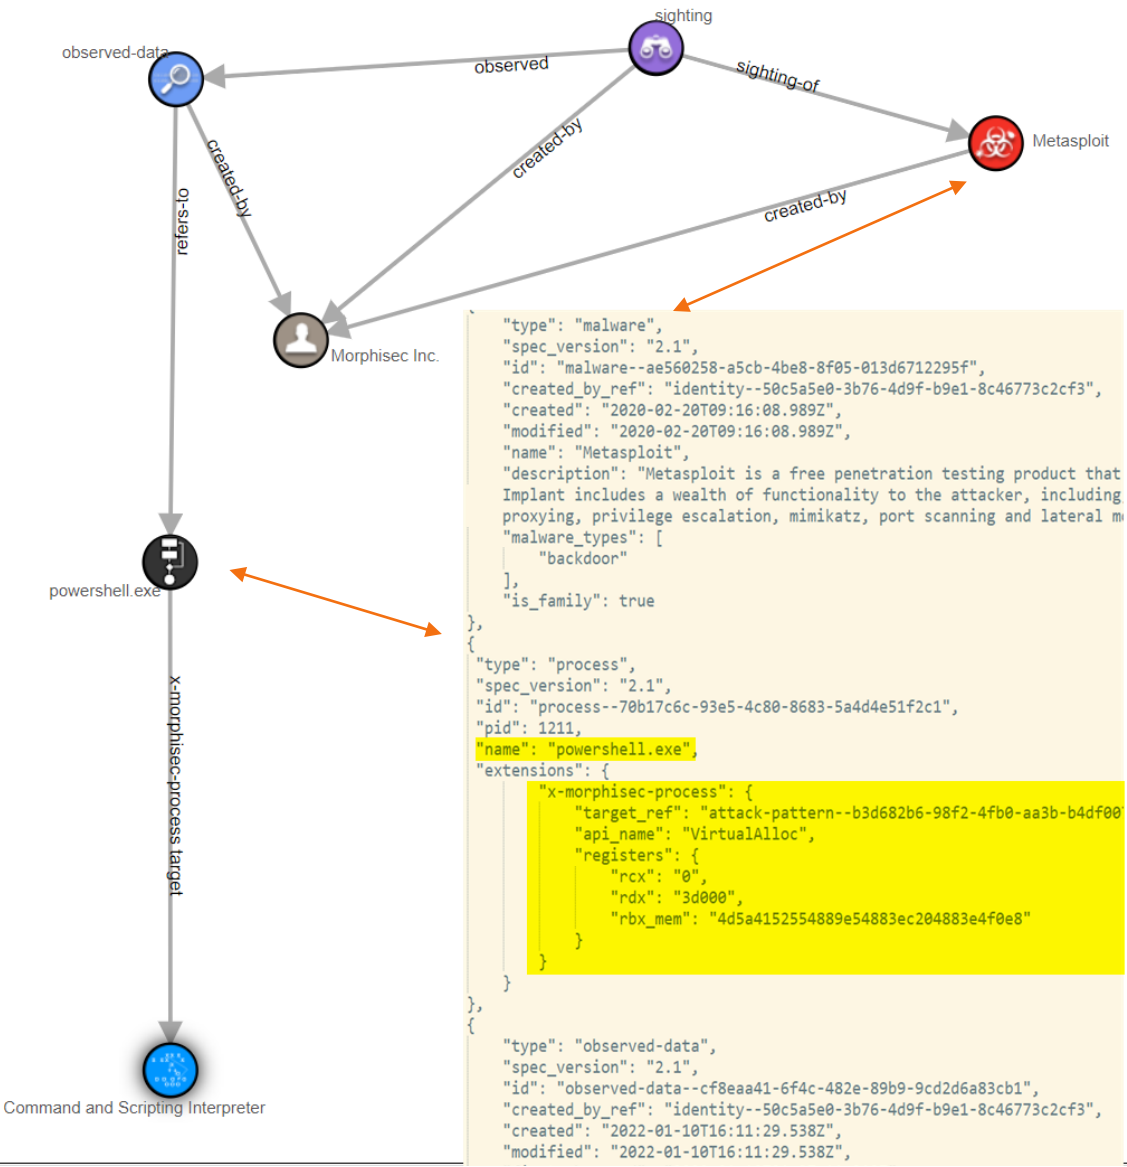 sighting
observed-data
observed
sighting-of
Metasploit
created-by
created-by
created-by
refers-to
Morphisec Inc.
powershell.exe
x-morphisec-process target
Command and Scripting Interpreter
"type": "malware",
"spec_version": "2.1",
"id": "malware--ae560258-a5cb-4be8-8f05-013d6712295f",
"created_by_ref": "identity--50c5a5e0-3b76-4d9f-b9e1-8c46773c2cf3",
"created": "2020-02-20T09:16:08.989Z",
"modified": "2020-02-20T09:16:08.989Z",
"name": "Metasploit",
"description": "Metasploit is a free penetration testing product that
Implant includes a wealth of functionality to the attacker, including,
proxying, privilege escalation, mimikatz, port scanning and lateral
"malware_types": [
"backdoor"
],
"is_family": true
},
{
"type": "process",
"spec_version": "2.1",
"id": "process--70b17c6c-93e5-4c80-8683-5a4d4e51f2c1",
"pid": 1211,
"name": "powershell.exe",
"extensions": {
"x-morphisec-process": {
"target_ref": "attack-pattern--b3d682b6-98f2-4fb0-aa3b-b4df00
"api_name": "VirtualAlloc",
"registers": {
"rcx": "0",
"rdx": "3d000",
"rbx_mem": "4d5a4152554889e54883ec204883e4f0e8"
}
}
}
},
{
"type": "observed-data",
"spec_version": "2.1",
"id": "observed-data--cf8eaa41-6f4c-482e-89b9-9cd2d6a83cb1",
"created_by_ref": "identity--50c5a5e0-3b76-4d9f-b9e1-8c46773c2cf3",
"created": "2022-01-10T16:11:29.538Z",
"modified": "2022-01-10T16:11:29.538Z",